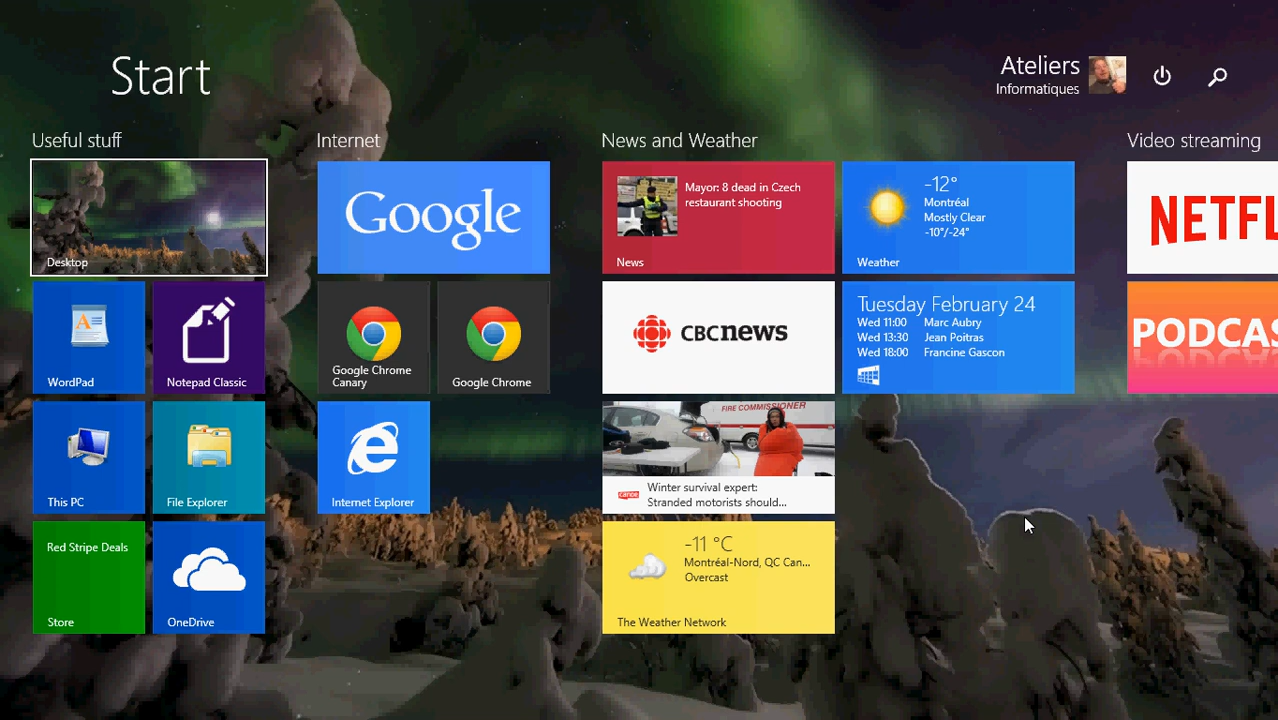 Start
Ateliers
Informatiques
Useful stuff
Desktop
WordPad
Notepad Classic
This PC
File Explorer
Red Stripe Deals
Store
OneDrive
Internet
Google
Google Chrome
Canary
Google Chrome
Internet Explorer
News and Weather
Mayor: 8 dead in Czech
restaurant shooting
News
-12°
Montréal
Mostly Clear
-10°/-24°
Weather
CBCnews
Tuesday February 24
Wed 11:00 Marc Aubry
Wed 13:30 Jean Poitras
Wed 18:00 Francine Gascon
FIRE COMMISSIONER
canoe
Winter survival expert:
Stranded motorists should...
-11 °C
Montréal-Nord, QC Can...
Overcast
The Weather Network
Video streaming
NETFL
PODCAS